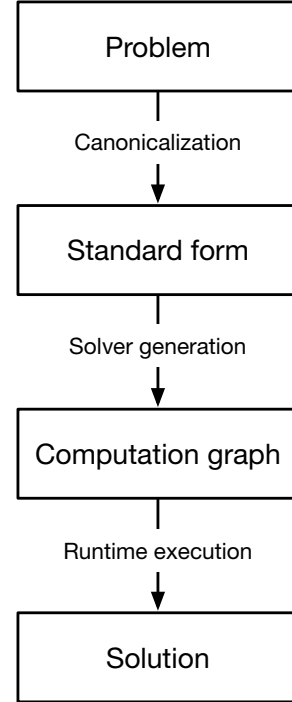 Problem
Canonicalization
Standard form
Solver generation
Computation graph
Runtime execution
Solution